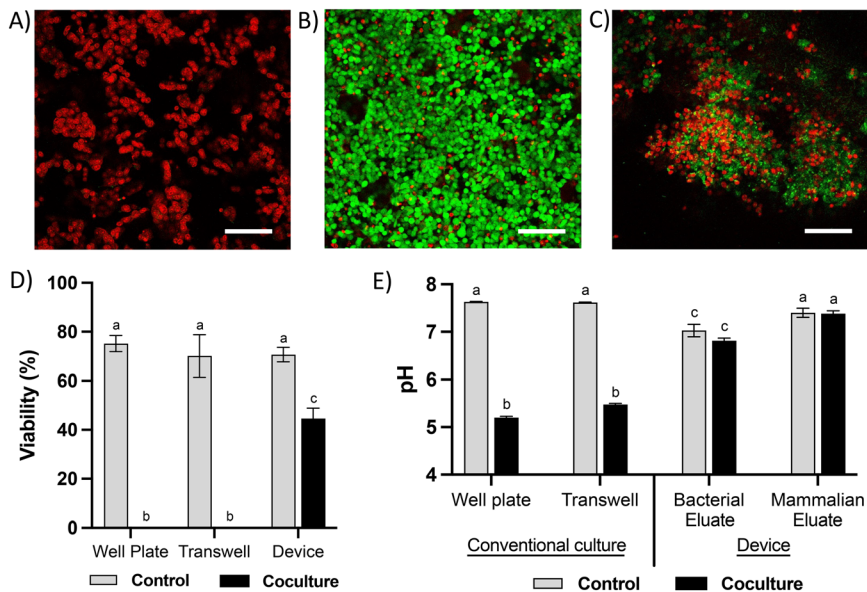 A)
B)
C)
D)
100
80
60
40
20
0
Viability (%)
a
b
a
b
a
c
Well Plate
Transwell
Device
Control
Coculture
E)
8
7
6
5
4
pH
a
b
a
b
c
c
a
a
Well plate
Transwell
Bacterial
Eluate
Mammalian
Eluate
Conventional culture
Device
Control
Coculture